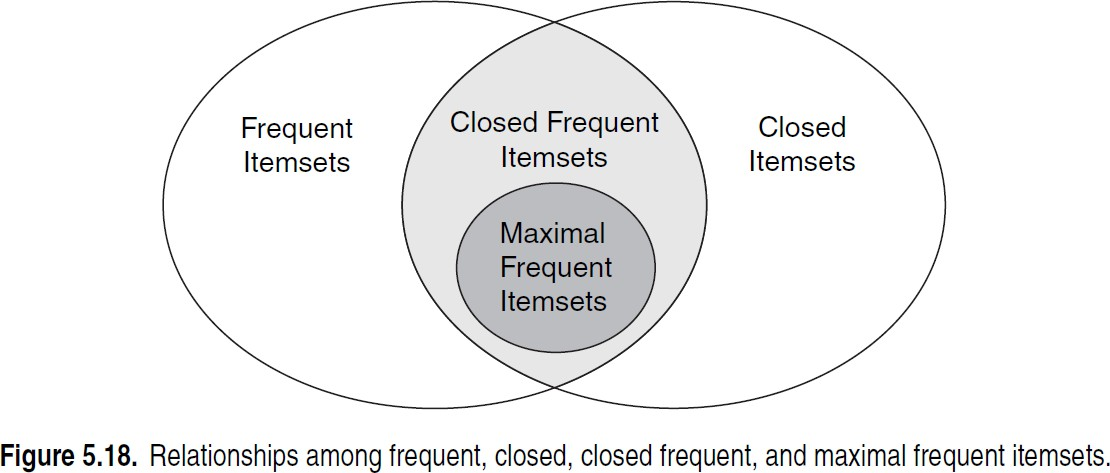 Frequent
Itemsets
Closed Frequent
Itemsets
Closed
Itemsets
Maximal
Frequent
Itemsets
Figure 5.18. Relationships among frequent, closed, closed frequent, and maximal frequent itemsets.